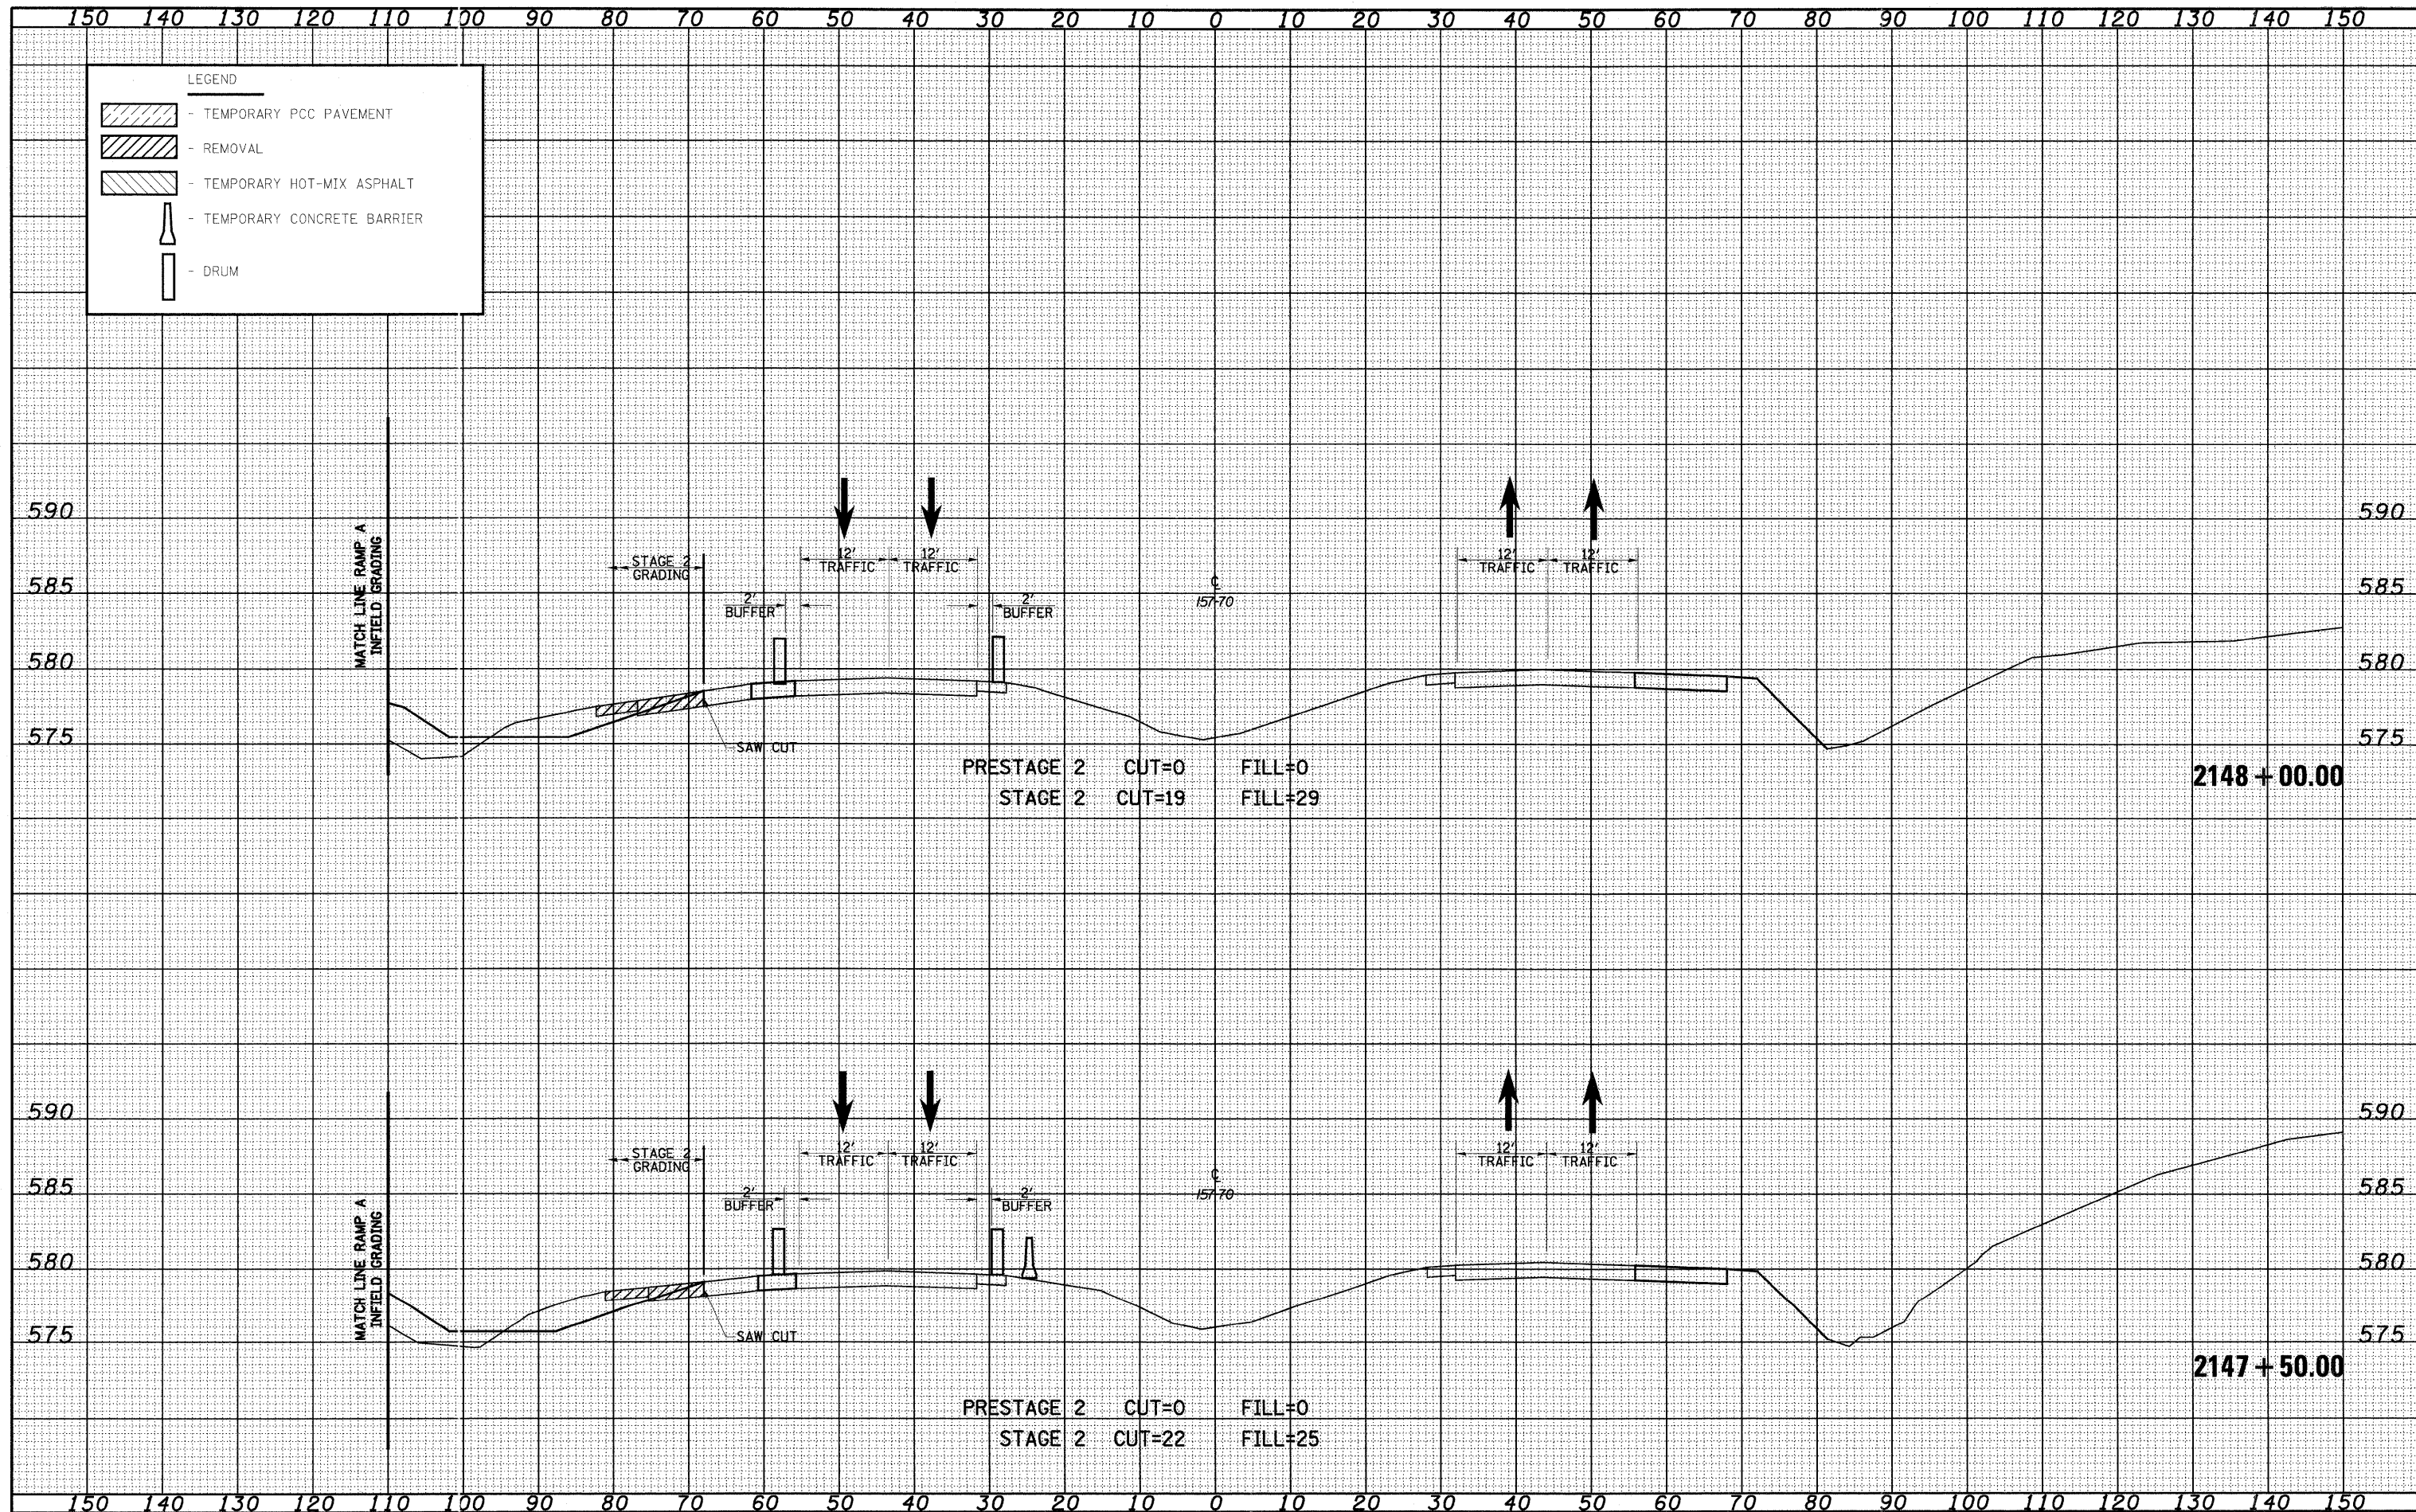 150 140 130 120 110 100 90 80 70 60 50 40 30 20 10 0 10 20 30 40 50 60 70 80 90 100 110 120 130 140 150
LEGEND
- TEMPORARY PCC PAVEMENT
- REMOVAL
- TEMPORARY HOT-MIX ASPHALT
- TEMPORARY CONCRETE BARRIER
- DRUM
590 590
585 585
580 580
575 575
MATCH LINE RAMP A
INFIELD GRADING
STAGE 2
GRADING
2'
BUFFER
12'
TRAFFIC
12'
TRAFFIC
2'
BUFFER
℄
I57-70
12'
TRAFFIC
12'
TRAFFIC
SAW CUT
PRESTAGE 2 CUT=0 FILL=0
STAGE 2 CUT=19 FILL=29
2148+00.00
590 590
585 585
580 580
575 575
MATCH LINE RAMP A
INFIELD GRADING
STAGE 2
GRADING
2'
BUFFER
12'
TRAFFIC
12'
TRAFFIC
2'
BUFFER
℄
I57-70
12'
TRAFFIC
12'
TRAFFIC
SAW CUT
2147+50.00
PRESTAGE 2 CUT=0 FILL=0
STAGE 2 CUT=22 FILL=25
150 140 130 120 110 100 90 80 70 60 50 40 30 20 10 0 10 20 30 40 50 60 70 80 90 100 110 120 130 140 150